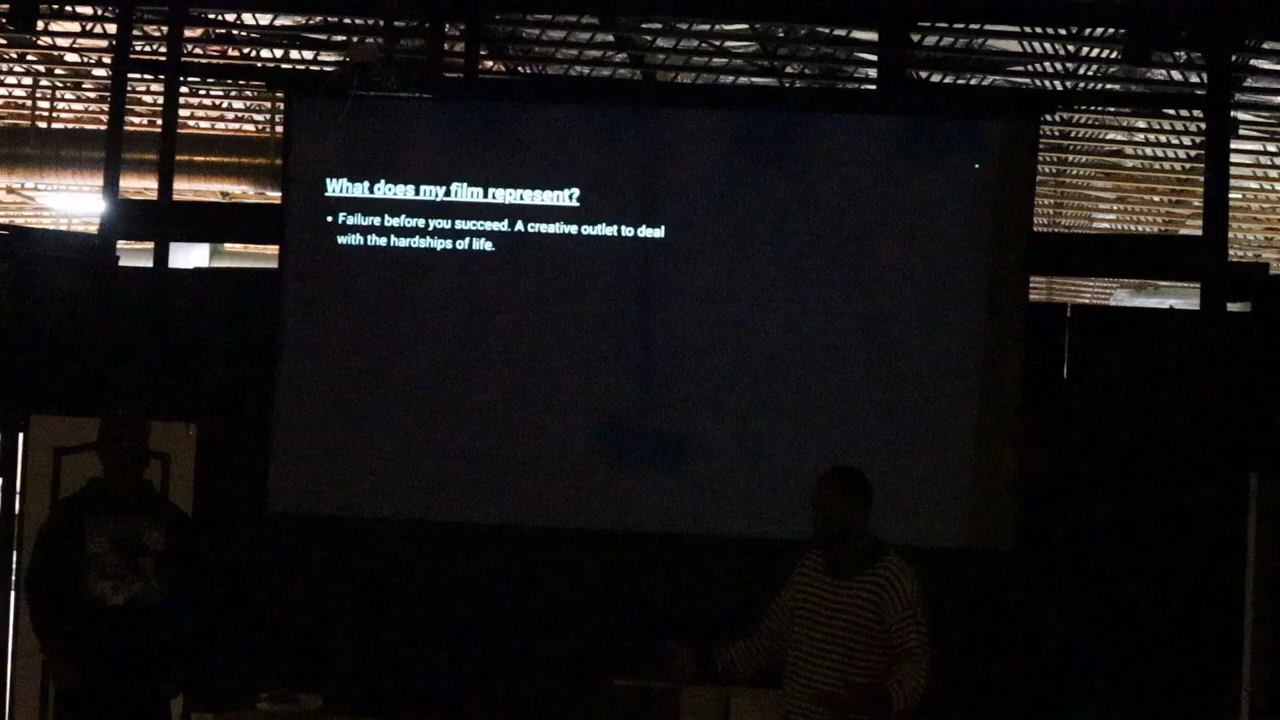 What does my film represent?
• Failure before you succeed. A creative outlet to deal
with the hardships of life.